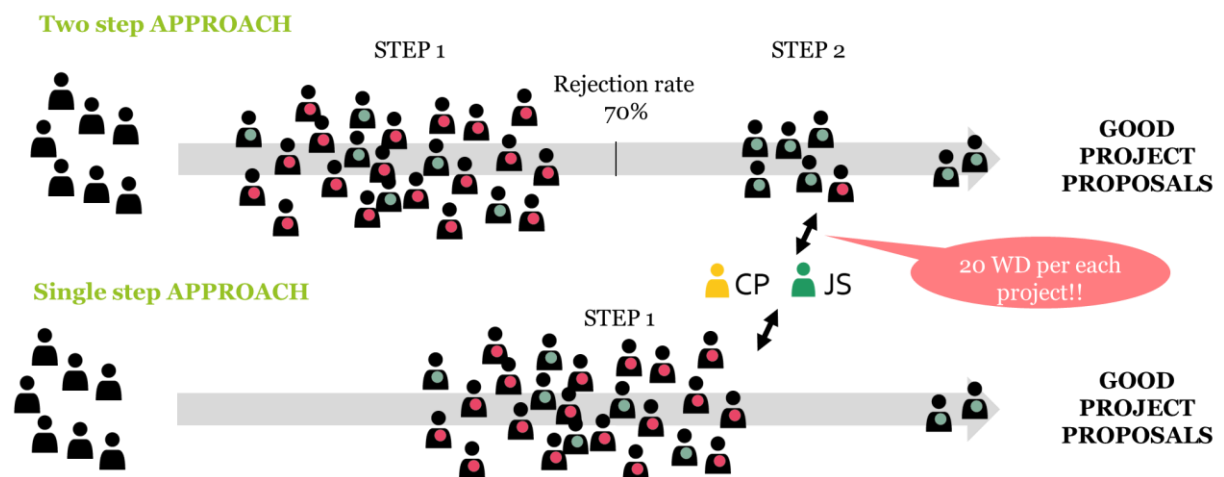 Two step APPROACH
STEP 1
STEP 2
Rejection rate
70%
GOOD
PROJECT
PROPOSALS
20 WD per each
project!!
CP
JS
Single step APPROACH
STEP 1
GOOD
PROJECT
PROPOSALS